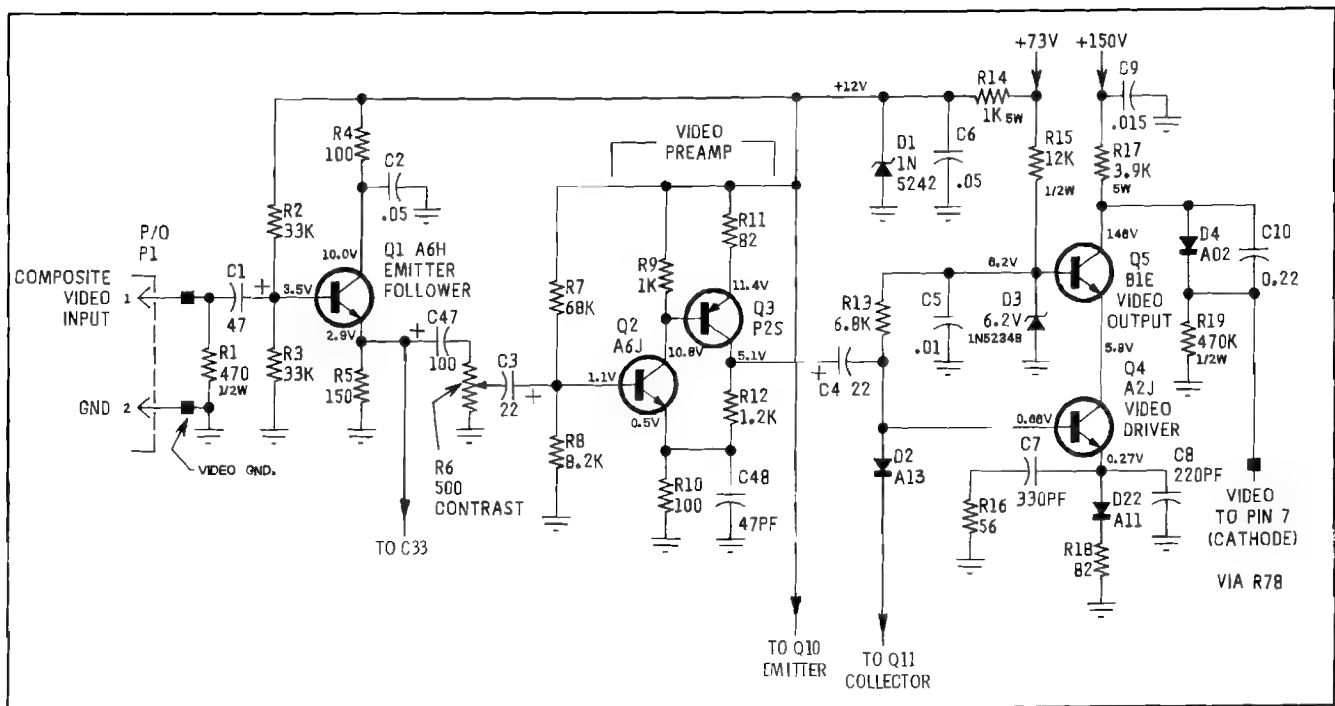 +73V
+150V
C9
.015
R14
1K 5W
+12V
R4
100
VIDEO
PREAMP
D1
1N
5242
C6
.05
R15
12K
1/2W
R17
3.9K
5W
C2
.05
R2
33K
R11
82
P/O
P1
COMPOSITE
VIDEO
INPUT
1
C1
47
+
10.0V
Q1 A6H
EMITTER
FOLLOWER
3.5V
2.9V
R9
1K
R7
68K
11.4V
Q3
P2S
Q2
A6J
10.8V
5.1V
R13
6.8K
C5
.01
6.2V
D3
6.2V
1N5234B
146V
Q5
B1E
VIDEO
OUTPUT
D4
A02
C10
0.22
R19
470K
1/2W
R1
470
1/2W
R3
33K
R5
150
+
C47
100
C3
22
+
1.1V
0.5V
R12
1.2K
+
C4 22
5.8V
Q4
A2J
VIDEO
DRIVER
0.66V
0.27V
GND
2
VIDEO GND.
R6
500
CONTRAST
R8
8.2K
R10
100
C48
47PF
D2
A13
C7
330PF
R16
56
C8
220PF
D22
A11
R18
82
VIDEO
TO PIN 7
(CATHODE)
VIA R78
TO C33
TO Q10
EMITTER
TO Q11
COLLECTOR